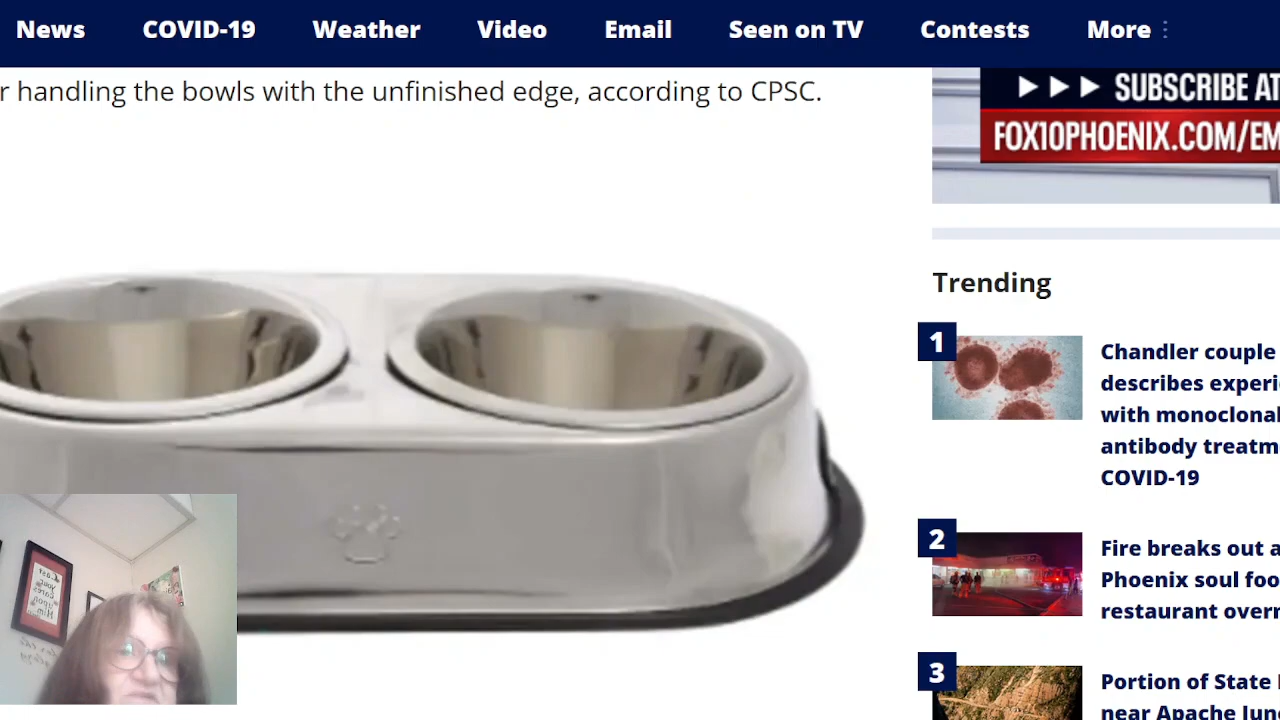 News COVID-19 Weather Video Email Seen on TV Contests More
r handling the bowls with the unfinished edge, according to CPSC.
SUBSCRIBE AT
FOX10PHOENIX.COM/EM
Trending
1
Chandler couple
describes experi
with monoclonal
antibody treatm
COVID-19
2
Fire breaks out a
Phoenix soul foo
restaurant overn
3
Portion of State
near Apache Jun